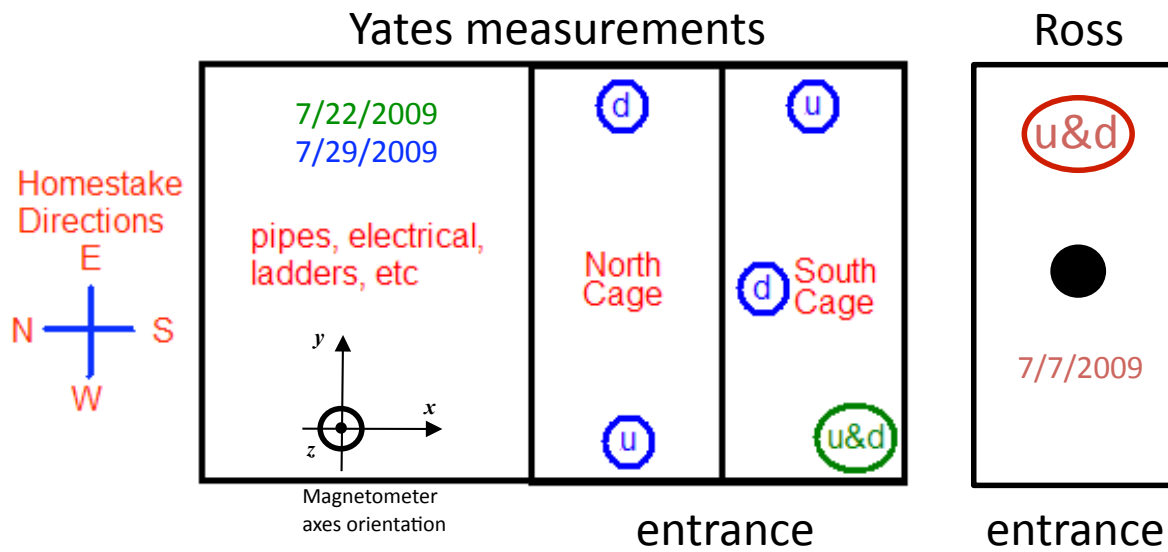 Yates measurements
Ross
7/22/2009
7/29/2009
d
u
u&d
Homestake
Directions
E
N
S
W
pipes, electrical,
ladders, etc
North
Cage
d
South
Cage
7/7/2009
y
x
z
u
u&d
Magnetometer
axes orientation
entrance
entrance